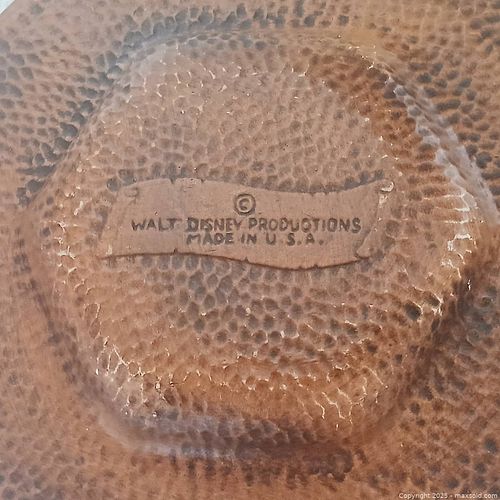 ©
WALT DISNEY PRODUCTIONS
MADE IN U.S.A.
Copyright 2025 - maxsold.com